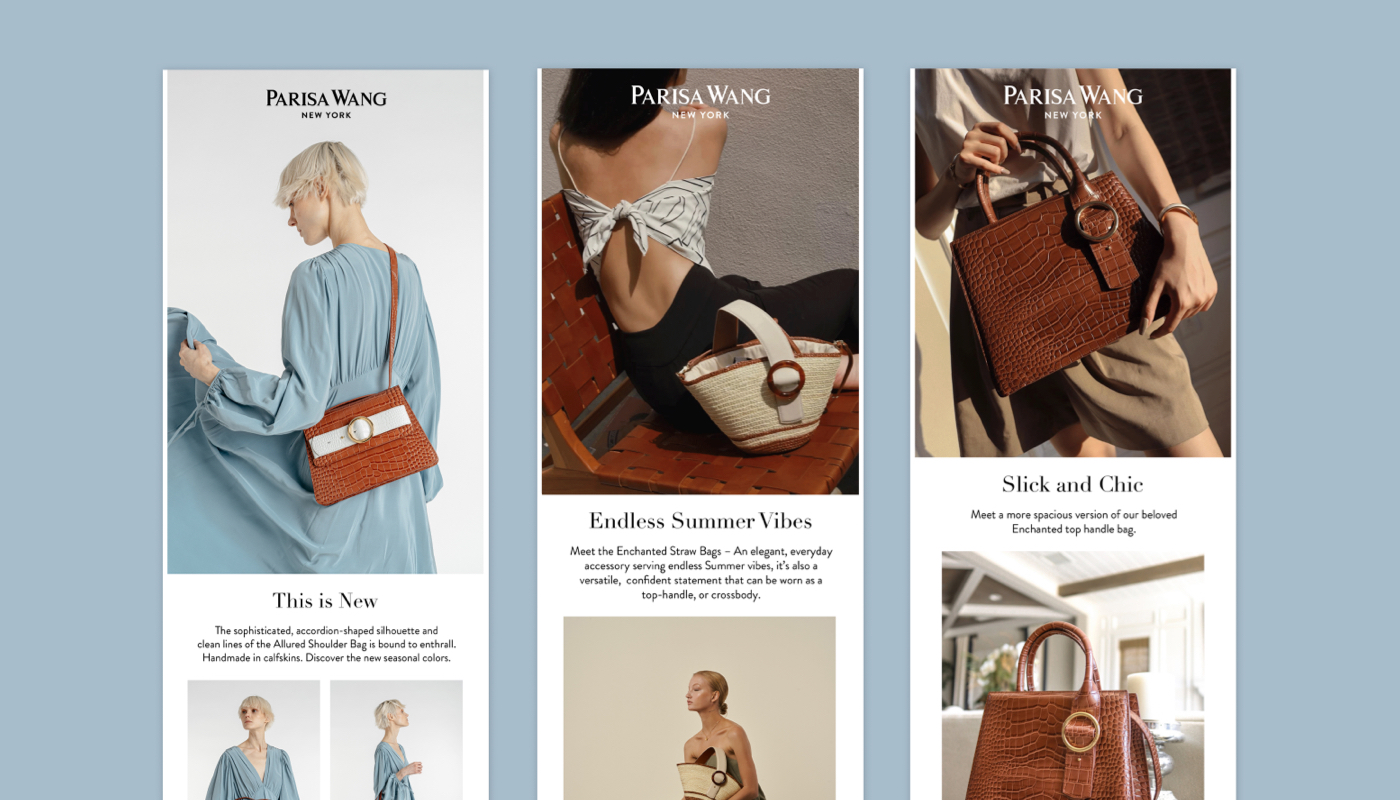 PARISA WANG
NEW YORK
This is New
The sophisticated, accordion-shaped silhouette and
clean lines of the Allured Shoulder Bag is bound to enthrall.
Handmade in calfskins. Discover the new seasonal colors.
PARISA WANG
NEW YORK
Endless Summer Vibes
Meet the Enchanted Straw Bags – An elegant, everyday
accessory serving endless Summer vibes, it's also a
versatile, confident statement that can be worn as a
top-handle, or crossbody.
PARISA WANG
NEW YORK
Slick and Chic
Meet a more spacious version of our beloved
Enchanted top handle bag.